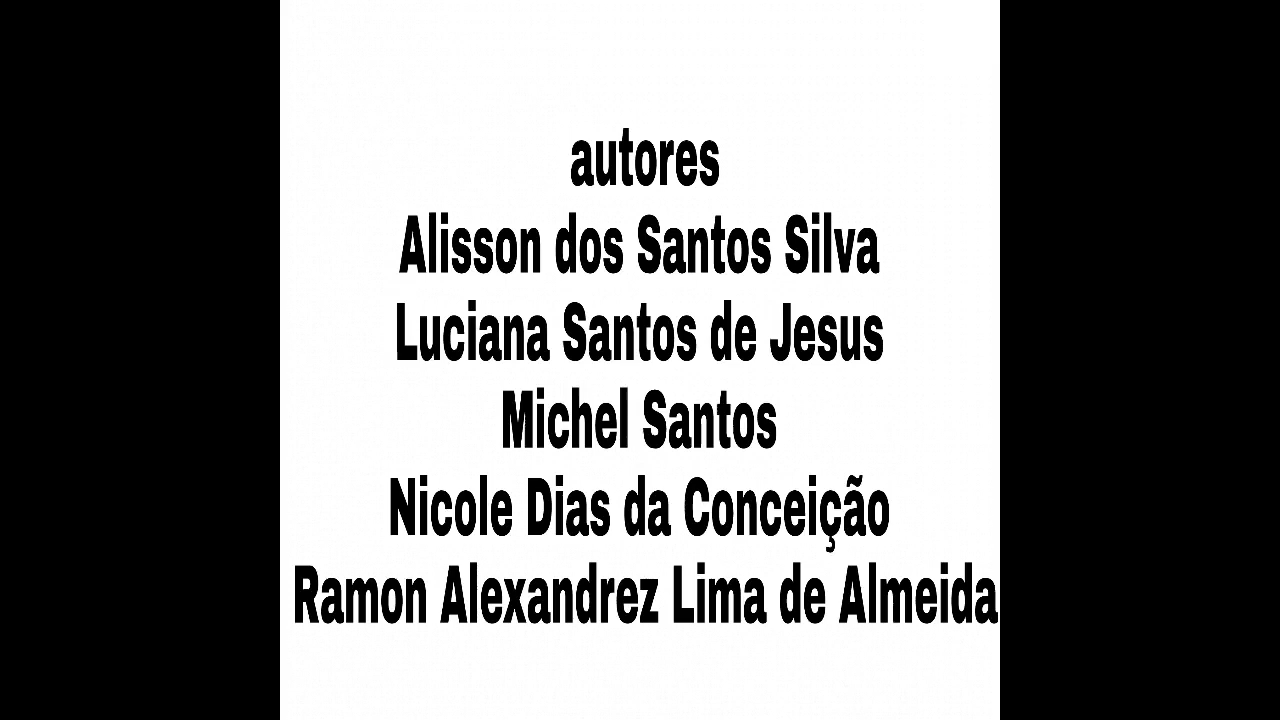 autores
Alisson dos Santos Silva
Luciana Santos de Jesus
Michel Santos
Nicole Dias da Conceição
Ramon Alexandrez Lima de Almeida